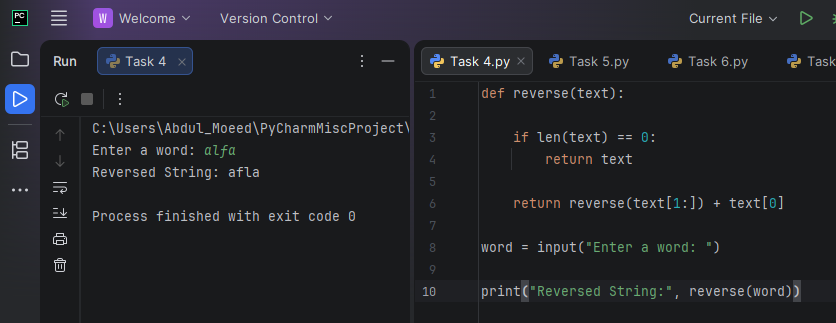 PC
W Welcome
Version Control
Current File
Run
Task 4
C:\Users\Abdul_Moeed\PyCharmMiscProject\
Enter a word: alfa
Reversed String: afla
Process finished with exit code 0
Task 4.py
Task 5.py
Task 6.py
Task
1 def reverse(text):
2
3 if len(text) == 0:
4 return text
5
6 return reverse(text[1:]) + text[0]
7
8 word = input("Enter a word: ")
9
10 print("Reversed String:", reverse(word))